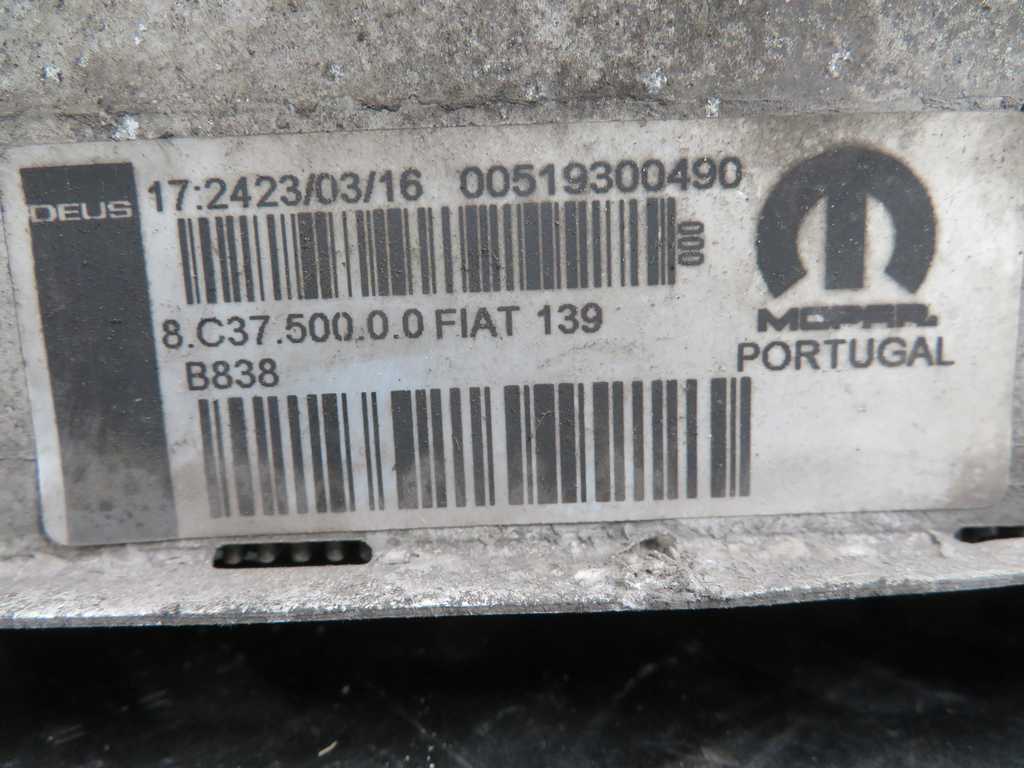 DEUS
17:2423/03/16 00519300490
000
8.C37.500.0.0 FIAT 139
B838
MOPAR
PORTUGAL